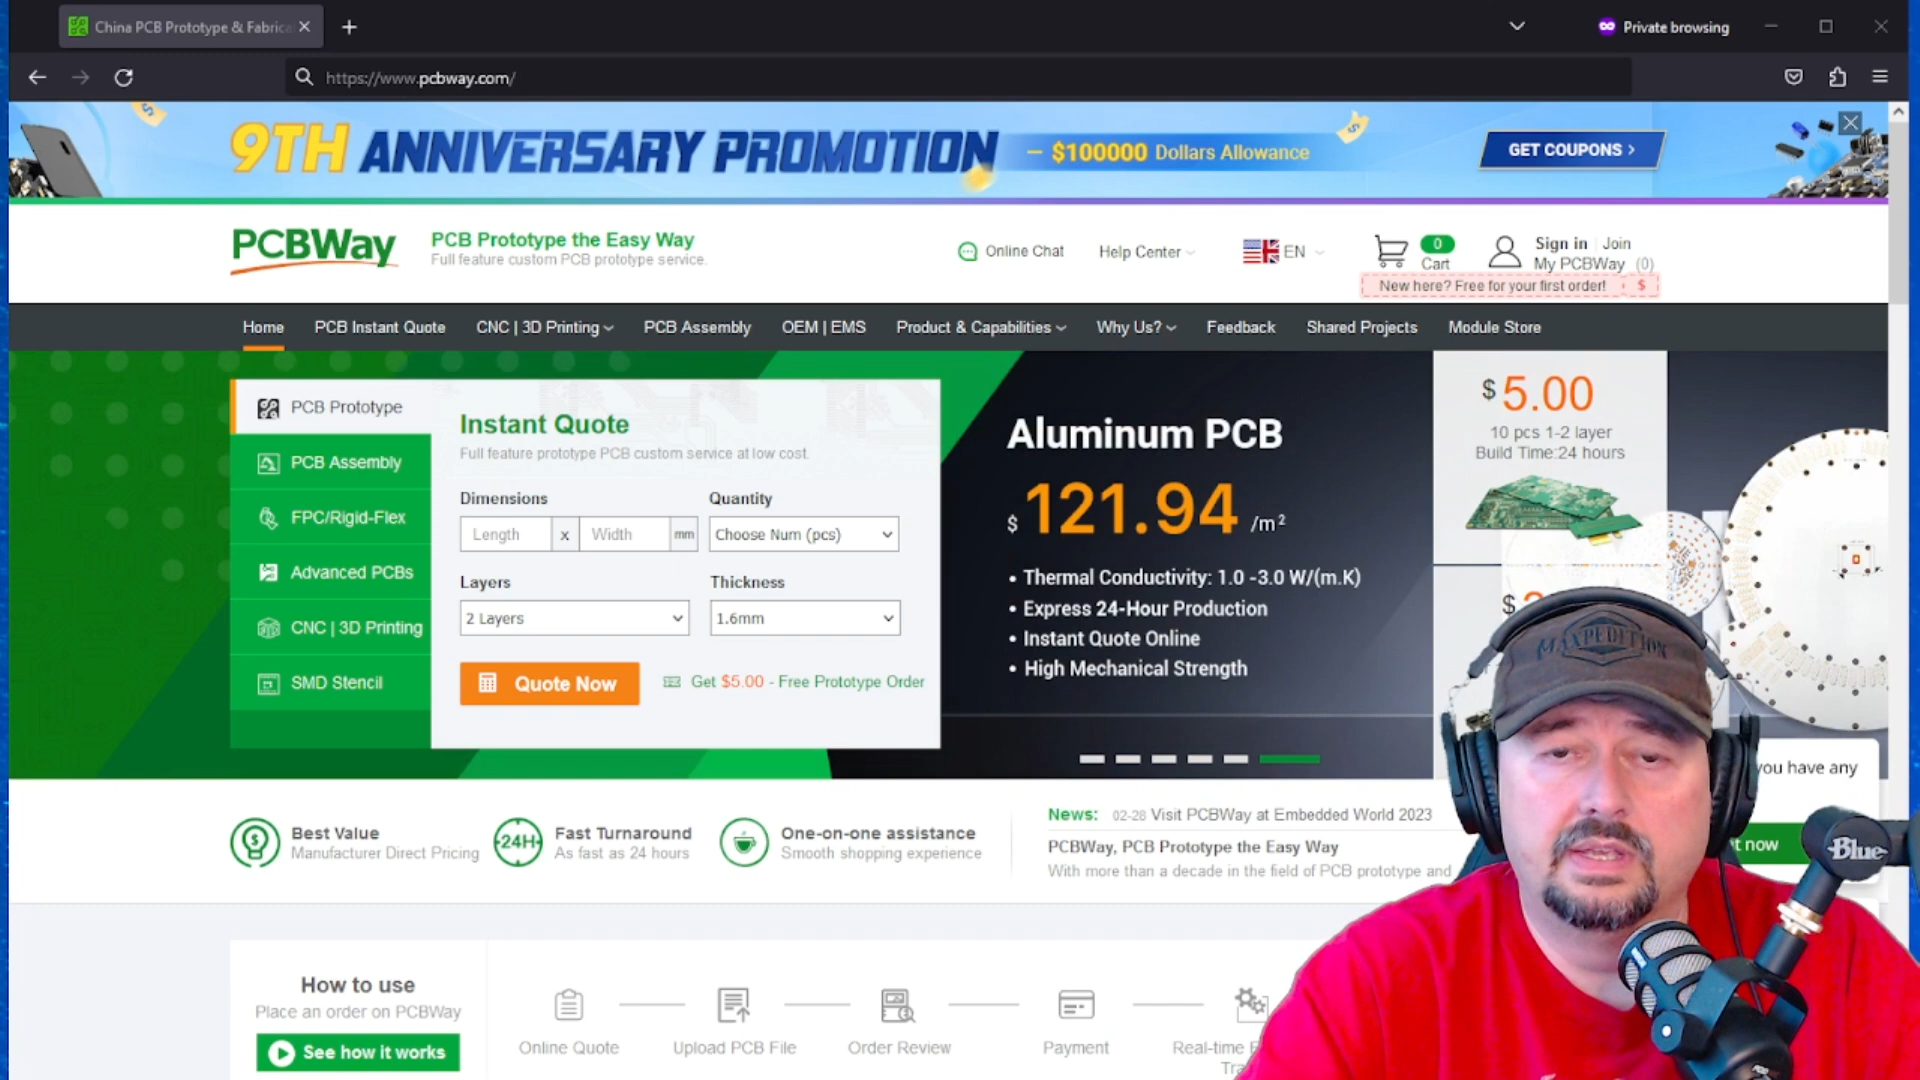 China PCB Prototype & Fabrica
Private browsing
https://www.pcbway.com/
9TH ANNIVERSARY PROMOTION
– $100000 Dollars Allowance
GET COUPONS >
PCBWay
PCB Prototype the Easy Way
Full feature custom PCB prototype service.
Online Chat
Help Center
EN
0
Cart
Sign in | Join
My PCBWay (0)
New here? Free for your first order! $
Home
PCB Instant Quote
CNC | 3D Printing
PCB Assembly
OEM | EMS
Product & Capabilities
Why Us?
Feedback
Shared Projects
Module Store
PCB Prototype
PCB Assembly
FPC/Rigid-Flex
Advanced PCBs
CNC | 3D Printing
SMD Stencil
Instant Quote
Full feature prototype PCB custom service at low cost.
Dimensions
Quantity
Length x Width mm
Choose Num (pcs)
Layers
Thickness
2 Layers
1.6mm
Quote Now
Get $5.00 - Free Prototype Order
Aluminum PCB
$ 121.94 /m²
• Thermal Conductivity: 1.0 -3.0 W/(m.K)
• Express 24-Hour Production
• Instant Quote Online
• High Mechanical Strength
$ 5.00
10 pcs 1-2 layer
Build Time:24 hours
$
MAXPEDITION
you have any
now
Blue
Best Value
Manufacturer Direct Pricing
24H
Fast Turnaround
As fast as 24 hours
One-on-one assistance
Smooth shopping experience
News: 02-28 Visit PCBWay at Embedded World 2023
PCBWay, PCB Prototype the Easy Way
With more than a decade in the field of PCB prototype and
How to use
Place an order on PCBWay
See how it works
Online Quote
Upload PCB File
Order Review
Payment
Real-time